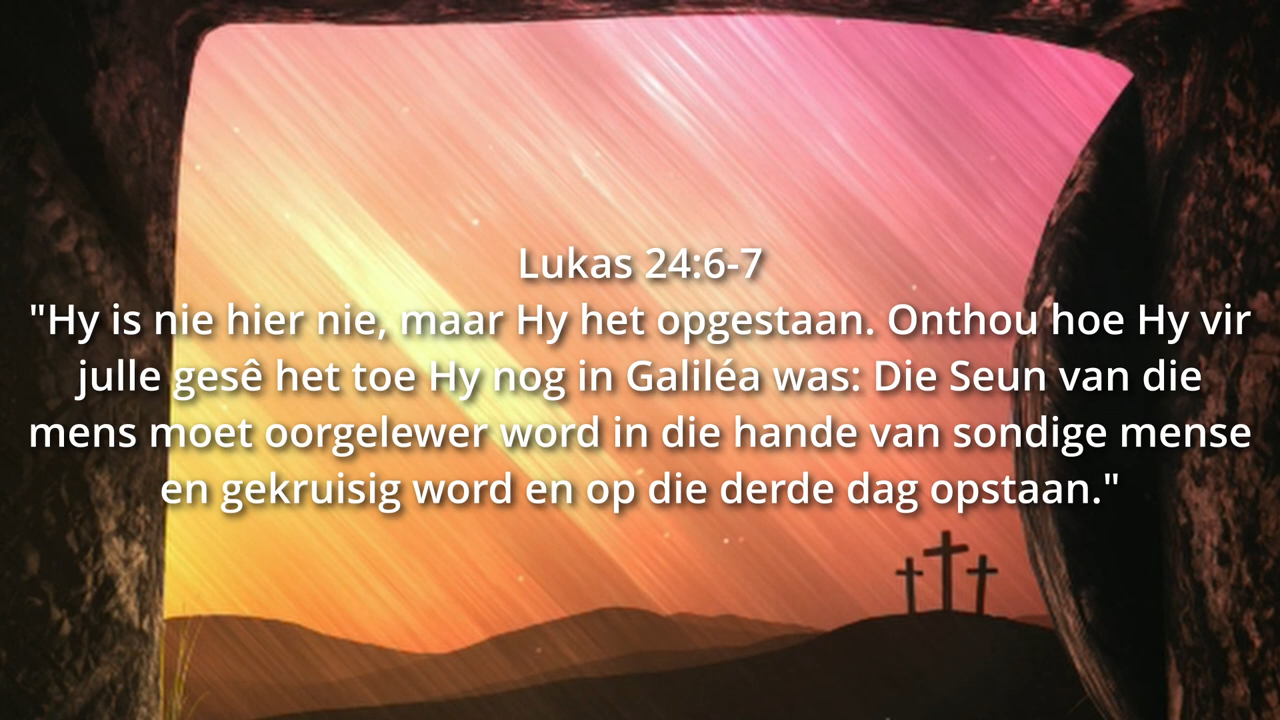 Lukas 24:6-7
"Hy is nie hier nie, maar Hy het opgestaan. Onthou hoe Hy vir
julle gesê het toe Hy nog in Galiléa was: Die Seun van die
mens moet oorgelewer word in die hande van sondige mense
en gekruisig word en op die derde dag opstaan."